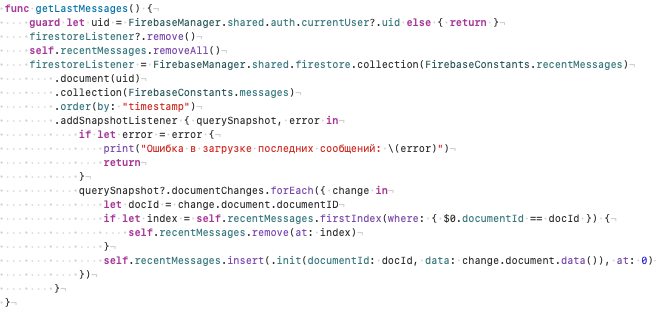 func getLastMessages() {
guard let uid = FirebaseManager.shared.auth.currentUser?.uid else { return }
firestoreListener?.remove()
self.recentMessages.removeAll()
firestoreListener = FirebaseManager.shared.firestore.collection(FirebaseConstants.recentMessages)
.document(uid)
.collection(FirebaseConstants.messages)
.order(by: "timestamp")
.addSnapshotListener { querySnapshot, error in
if let error = error {
print("Ошибка в загрузке последних сообщений: \(error)")
return
}
querySnapshot?.documentChanges.forEach({ change in
let docId = change.document.documentID
if let index = self.recentMessages.firstIndex(where: { $0.documentId == docId }) {
self.recentMessages.remove(at: index)
}
self.recentMessages.insert(.init(documentId: docId, data: change.document.data()), at: 0)
})
}
}